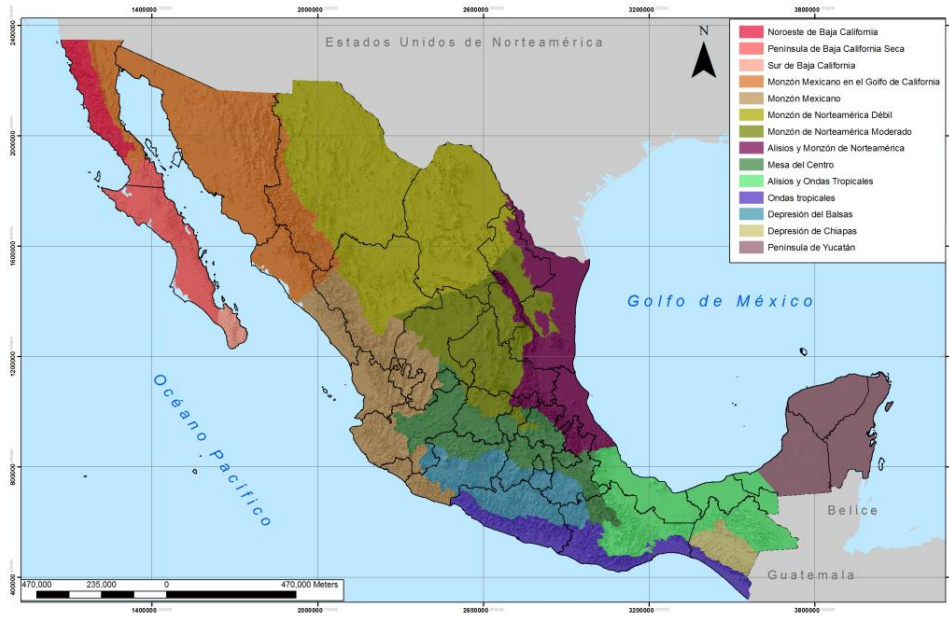 1400000 2000000 2600000 3200000 3800000
2400000
2000000
1600000
1200000
800000
400000
Estados Unidos de Norteamérica
N
Noroeste de Baja California
Península de Baja California Seca
Sur de Baja California
Monzón Mexicano en el Golfo de California
Monzón Mexicano
Monzón de Norteamérica Débil
Monzón de Norteamérica Moderado
Alisios y Monzón de Norteamérica
Mesa del Centro
Alisios y Ondas Tropicales
Ondas tropicales
Depresión del Balsas
Depresión de Chiapas
Península de Yucatán
Golfo de México
Océano Pacífico
Belice
Guatemala
470,000 235,000 0 470,000 Meters
1400000 2000000 2600000 3200000 3800000